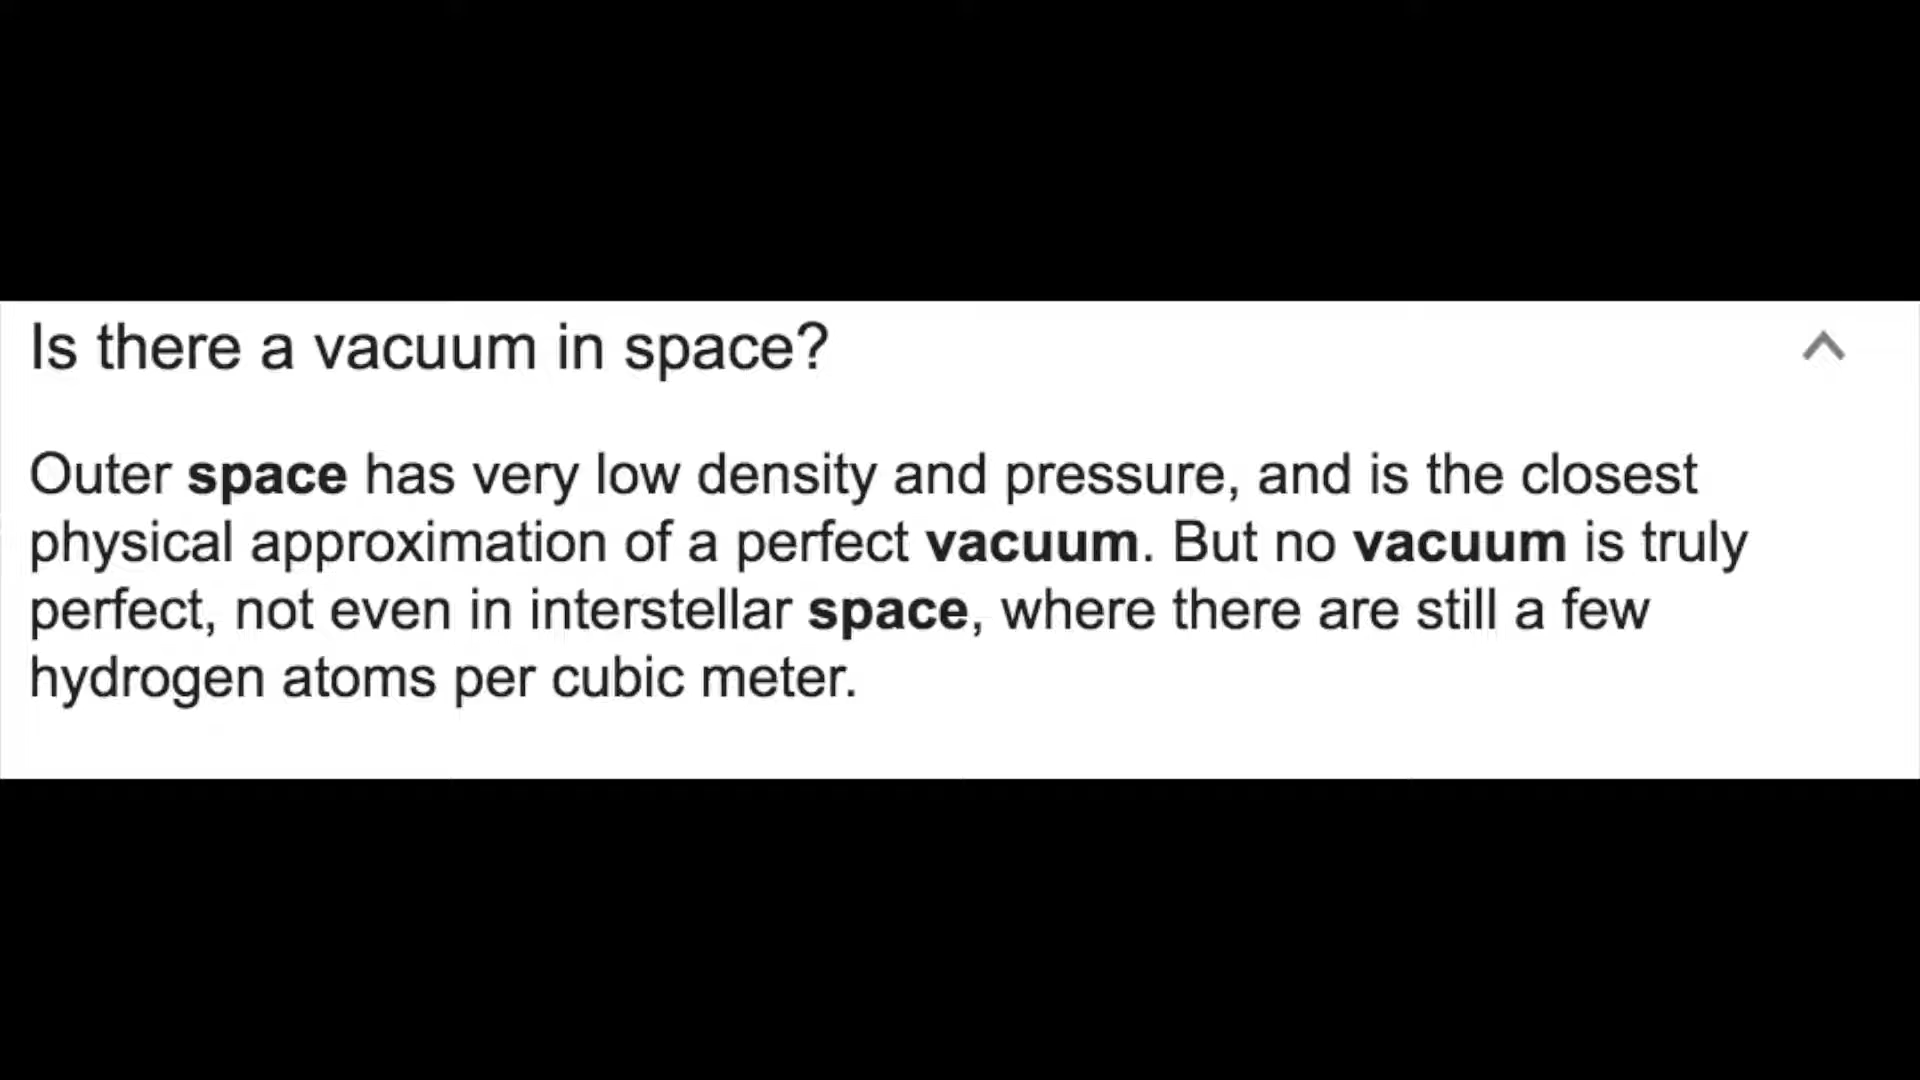 Is there a vacuum in space?
Outer space has very low density and pressure, and is the closest
physical approximation of a perfect vacuum. But no vacuum is truly
perfect, not even in interstellar space, where there are still a few
hydrogen atoms per cubic meter.